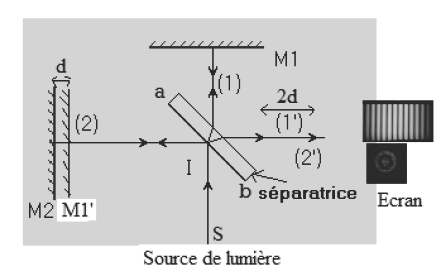 M1
d
a
(1)
2d
(2)
(1')
(2')
I
b séparatrice
M2 M1'
Ecran
S
Source de lumière